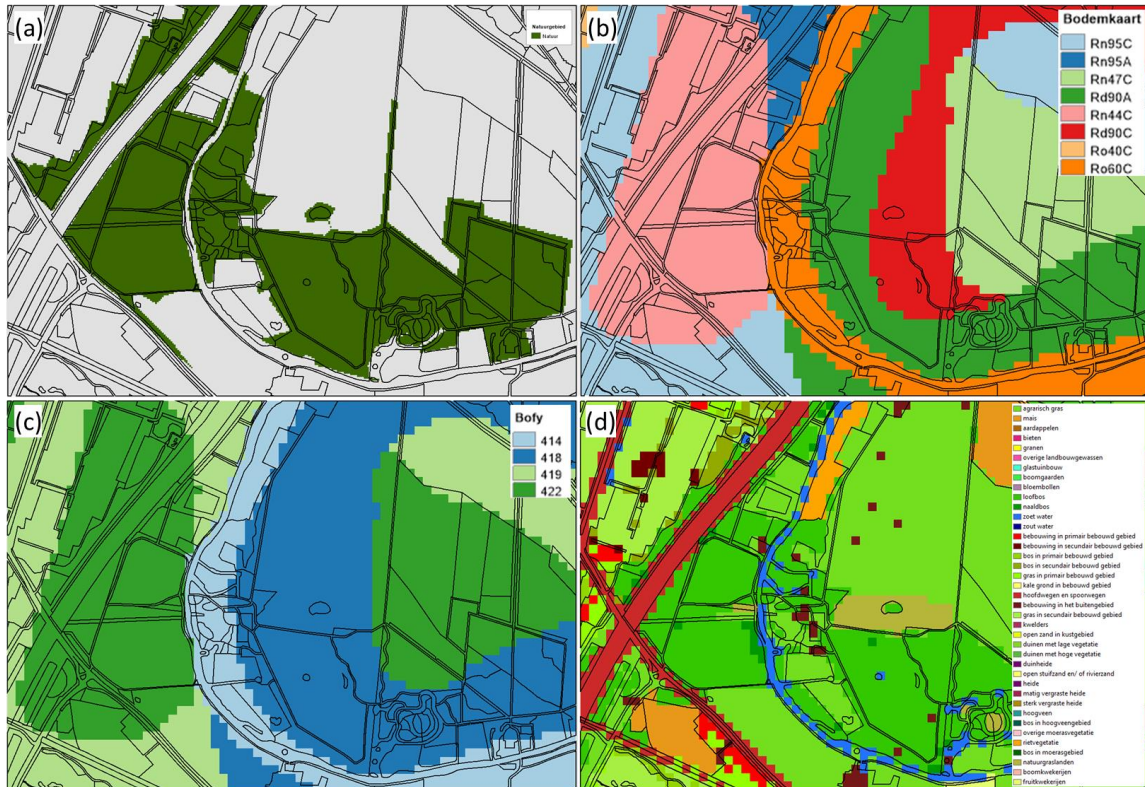 (a)
Natuurgebied
Natuur
(b)
Bodemkaart
Rn95C
Rn95A
Rn47C
Rd90A
Rn44C
Rd90C
Ro40C
Ro60C
(c)
Bofy
414
418
419
422
(d)
agrarisch gras
mais
aardappelen
bieten
granen
overige landbouwgewassen
glastuinbouw
boomgaarden
bloembollen
loofbos
naaldbos
zoet water
zout water
bebouwing in primair bebouwd gebied
bebouwing in secundair bebouwd gebied
bos in primair bebouwd gebied
bos in secundair bebouwd gebied
gras in primair bebouwd gebied
kale grond in bebouwd gebied
hoofdwegen en spoorwegen
bebouwing in het buitengebied
gras in secundair bebouwd gebied
kwelders
open zand in kustgebied
duinen met lage vegetatie
duinen met hoge vegetatie
duinheide
open stuifzand en/ of rivierzand
heide
matig vergraste heide
sterk vergraste heide
hoogveen
bos in hoogveengebied
overige moerasvegetatie
rietvegetatie
bos in moerasgebied
natuurgraslanden
boomkwekerijen
fruitkwekerijen